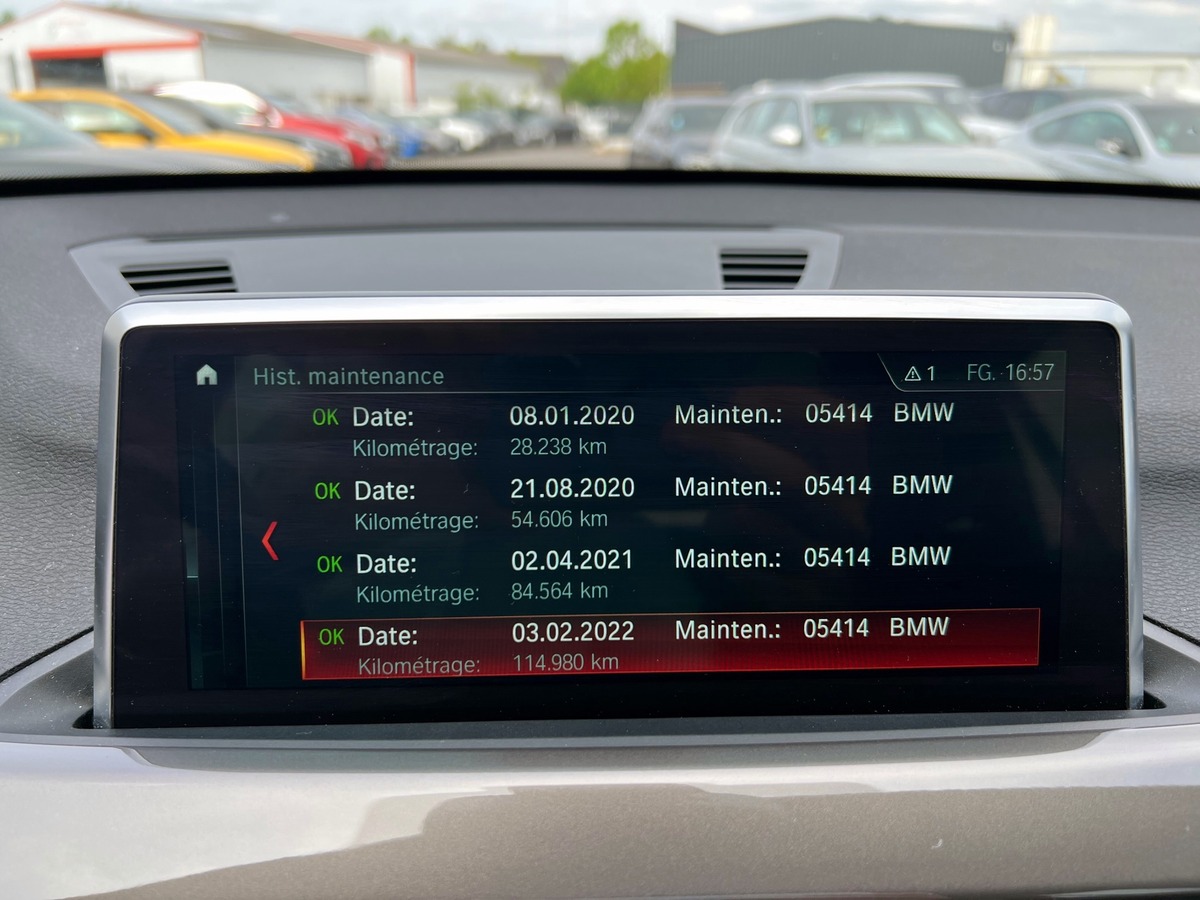 Hist. maintenance 1 FG. 16:57
OK Date: 08.01.2020 Mainten.: 05414 BMW
Kilométrage: 28.238 km
OK Date: 21.08.2020 Mainten.: 05414 BMW
Kilométrage: 54.606 km
OK Date: 02.04.2021 Mainten.: 05414 BMW
Kilométrage: 84.564 km
OK Date: 03.02.2022 Mainten.: 05414 BMW
Kilométrage: 114.980 km